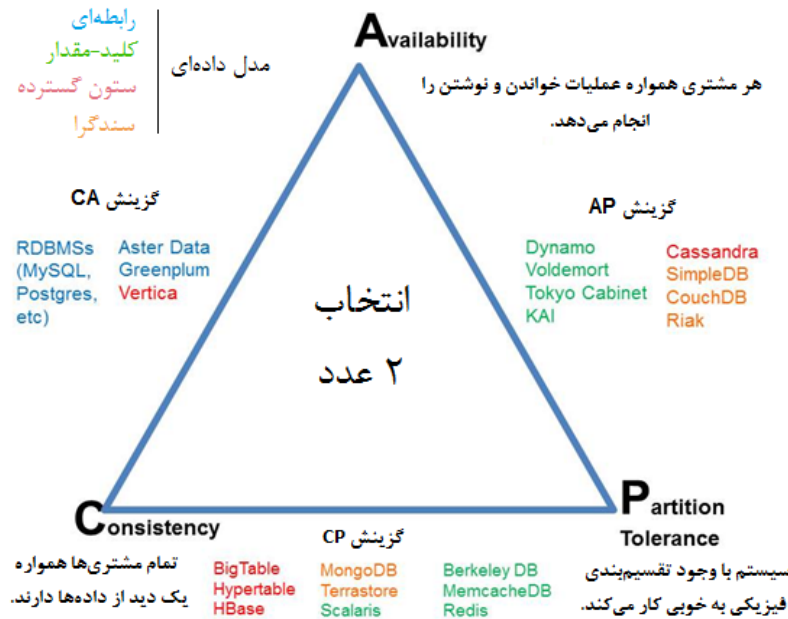 رابطه‌ای
کلید-مقدار
ستون گسترده
سندگرا
مدل داده‌ای
Availability
هر مشتری همواره عملیات خواندن و نوشتن را
انجام می‌دهد.
گزینش CA
RDBMSs
(MySQL,
Postgres,
etc)
Aster Data
Greenplum
Vertica
گزینش AP
Dynamo
Voldemort
Tokyo Cabinet
KAI
Cassandra
SimpleDB
CouchDB
Riak
انتخاب
۲ عدد
Consistency
تمام مشتری‌ها همواره
یک دید از داده‌ها دارند.
گزینش CP
BigTable
Hypertable
HBase
MongoDB
Terrastore
Scalaris
Berkeley DB
MemcacheDB
Redis
Partition
Tolerance
سیستم با وجود تقسیم‌بندی
فیزیکی به خوبی کار می‌کند.